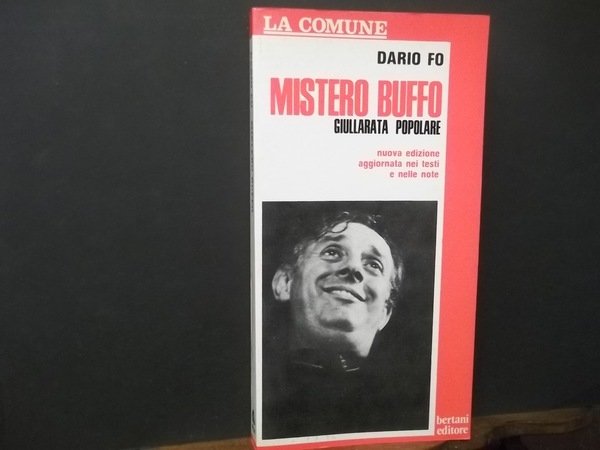 LA COMUNE
DARIO FO
MISTERO BUFFO
GIULLARATA POPOLARE
nuova edizione
aggiornata nei testi
e nelle note
bertani
editore